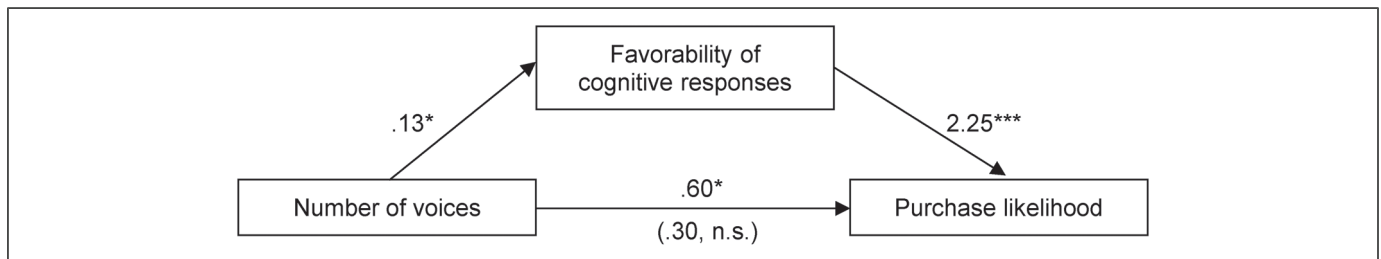 Favorability of
cognitive responses
.13*
2.25***
Number of voices
.60*
(.30, n.s.)
Purchase likelihood